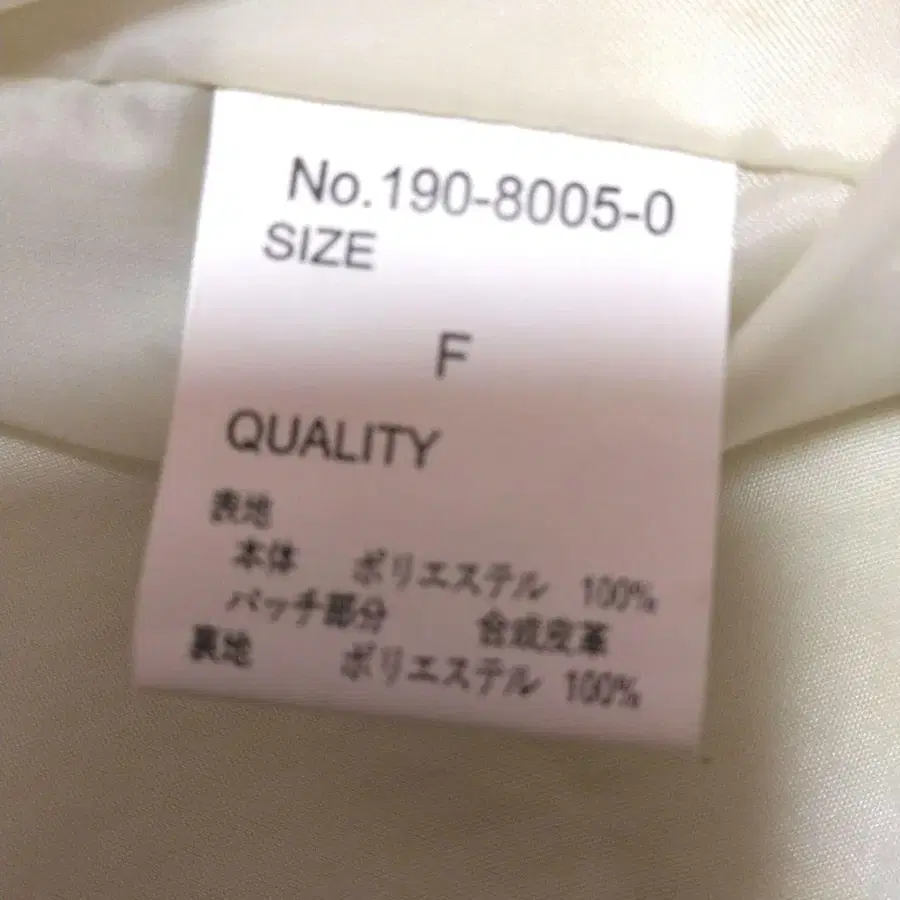 No.190-8005-0
SIZE
F
QUALITY
表地
本体 ポリエステル 100%
パッチ部分 合成皮革
裏地 ポリエステル 100%